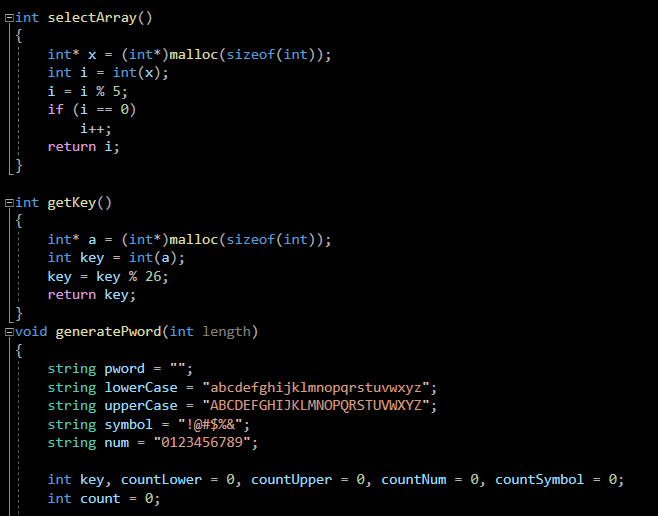 int selectArray()
{
int* x = (int*)malloc(sizeof(int));
int i = int(x);
i = i % 5;
if (i == 0)
i++;
return i;
}
int getKey()
{
int* a = (int*)malloc(sizeof(int));
int key = int(a);
key = key % 26;
return key;
}
void generatePword(int length)
{
string pword = "";
string lowerCase = "abcdefghijklmnopqrstuvwxyz";
string upperCase = "ABCDEFGHIJKLMNOPQRSTUVWXYZ";
string symbol = "!@#$%&";
string num = "0123456789";
int key, countLower = 0, countUpper = 0, countNum = 0, countSymbol = 0;
int count = 0;